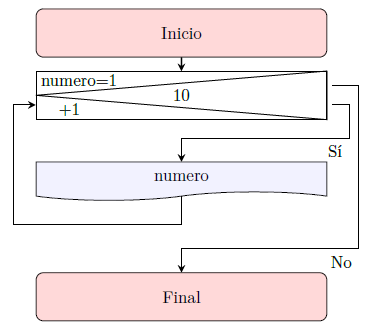 Inicio
numero=1
10
+1
Sí
numero
No
Final